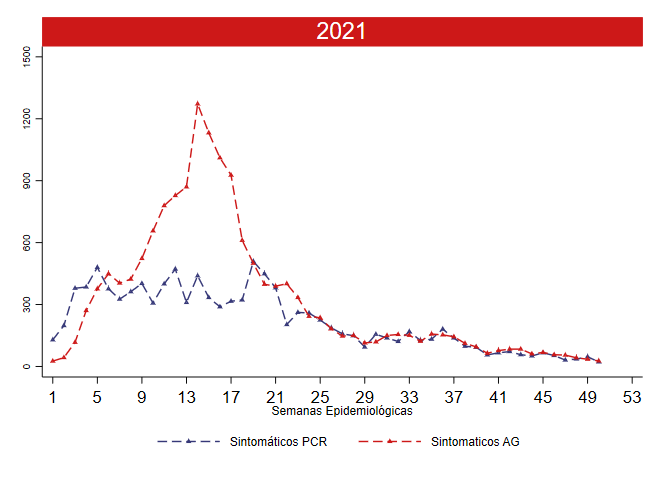 2021
1500
1200
900
600
300
0
1 5 9 13 17 21 25 29 33 37 41 45 49 53
Semanas Epidemiológicas
Sintomáticos PCR Sintomaticos AG